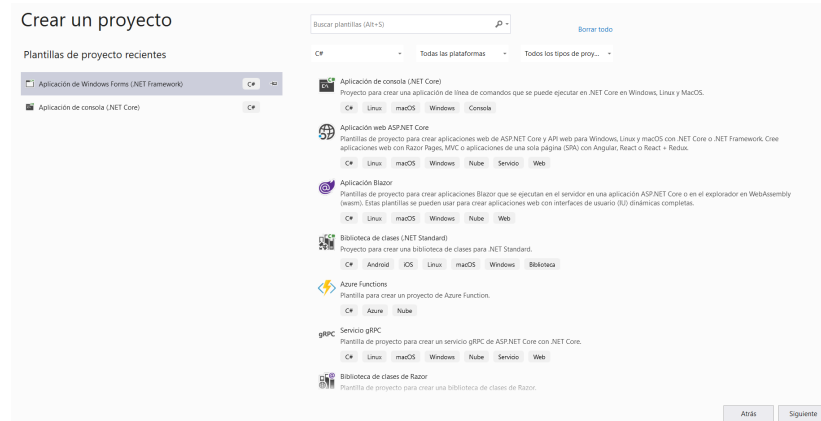 Crear un proyecto
Buscar plantillas (Alt+S)
Borrar todo
Plantillas de proyecto recientes
C#
Todas las plataformas
Todos los tipos de proy...
Aplicación de Windows Forms (.NET Framework)
C#
Aplicación de consola (.NET Core)
C#
Aplicación de consola (.NET Core)
Proyecto para crear una aplicación de línea de comandos que se puede ejecutar en .NET Core en Windows, Linux y MacOS.
C# Linux macOS Windows Consola
Aplicación web ASP.NET Core
Plantillas de proyecto para crear aplicaciones web de ASP.NET Core y API web para Windows, Linux y macOS con .NET Core o .NET Framework. Cree
aplicaciones web con Razor Pages, MVC o aplicaciones de una sola página (SPA) con Angular, React o React + Redux.
C# Linux macOS Windows Nube Servicio Web
Aplicación Blazor
Plantillas de proyecto para crear aplicaciones Blazor que se ejecutan en el servidor en una aplicación ASP.NET Core o en el explorador en WebAssembly
(wasm). Estas plantillas se pueden usar para crear aplicaciones web con interfaces de usuario (IU) dinámicas completas.
C# Linux macOS Windows Nube Web
Biblioteca de clases (.NET Standard)
Proyecto para crear una biblioteca de clases para .NET Standard.
C# Android iOS Linux macOS Windows Biblioteca
Azure Functions
Plantilla para crear un proyecto de Azure Function.
C# Azure Nube
gRPC Servicio gRPC
Plantilla de proyecto para crear un servicio gRPC de ASP.NET Core con .NET Core.
C# Linux macOS Windows Nube Servicio Web
Biblioteca de clases de Razor
Plantilla de proyecto para crear una biblioteca de clases de Razor.
Atrás
Siguiente